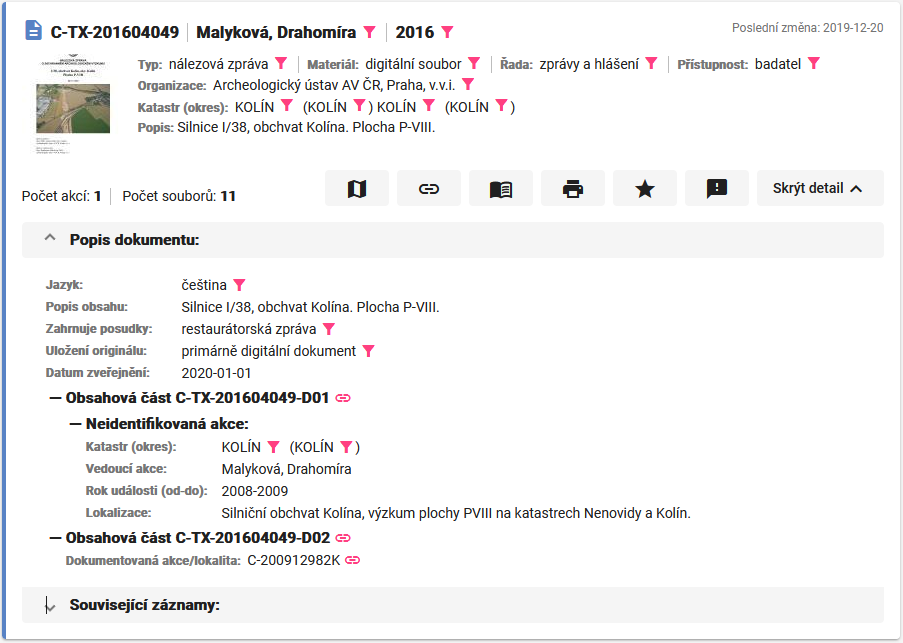 C-TX-201604049 Malyková, Drahomíra 2016
Poslední změna: 2019-12-20
Typ: nálezová zpráva Materiál: digitální soubor Řada: zprávy a hlášení Přístupnost: badatel
Organizace: Archeologický ústav AV ČR, Praha, v.v.i.
Katastr (okres): KOLÍN (KOLÍN) KOLÍN (KOLÍN)
Popis: Silnice I/38, obchvat Kolína. Plocha P-VIII.
Počet akcí: 1 Počet souborů: 11
Skrýt detail
Popis dokumentu:
Jazyk: čeština
Popis obsahu: Silnice I/38, obchvat Kolína. Plocha P-VIII.
Zahrnuje posudky: restaurátorská zpráva
Uložení originálu: primárně digitální dokument
Datum zveřejnění: 2020-01-01
— Obsahová část C-TX-201604049-D01
— Neidentifikovaná akce:
Katastr (okres): KOLÍN (KOLÍN)
Vedoucí akce: Malyková, Drahomíra
Rok události (od-do): 2008-2009
Lokalizace: Silniční obchvat Kolína, výzkum plochy PVIII na katastrech Nenovidy a Kolín.
— Obsahová část C-TX-201604049-D02
Dokumentovaná akce/lokalita: C-200912982K
Související záznamy: